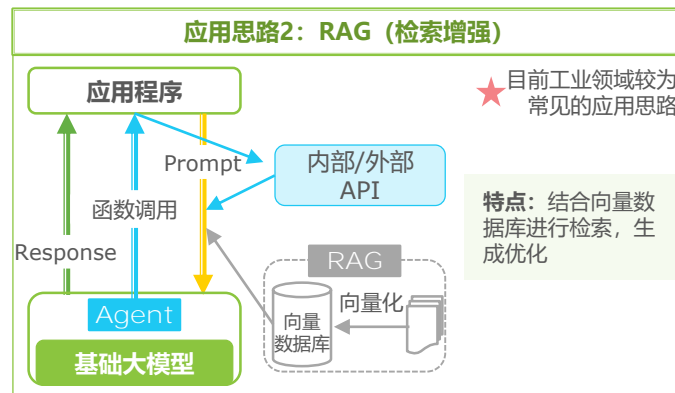 应用思路2：RAG（检索增强）
应用程序
目前工业领域较为
常见的应用思路
Prompt
内部/外部
API
函数调用
特点：结合向量数
据库进行检索，生
成优化
Response
RAG
Agent
向量化
向量
数据库
基础大模型